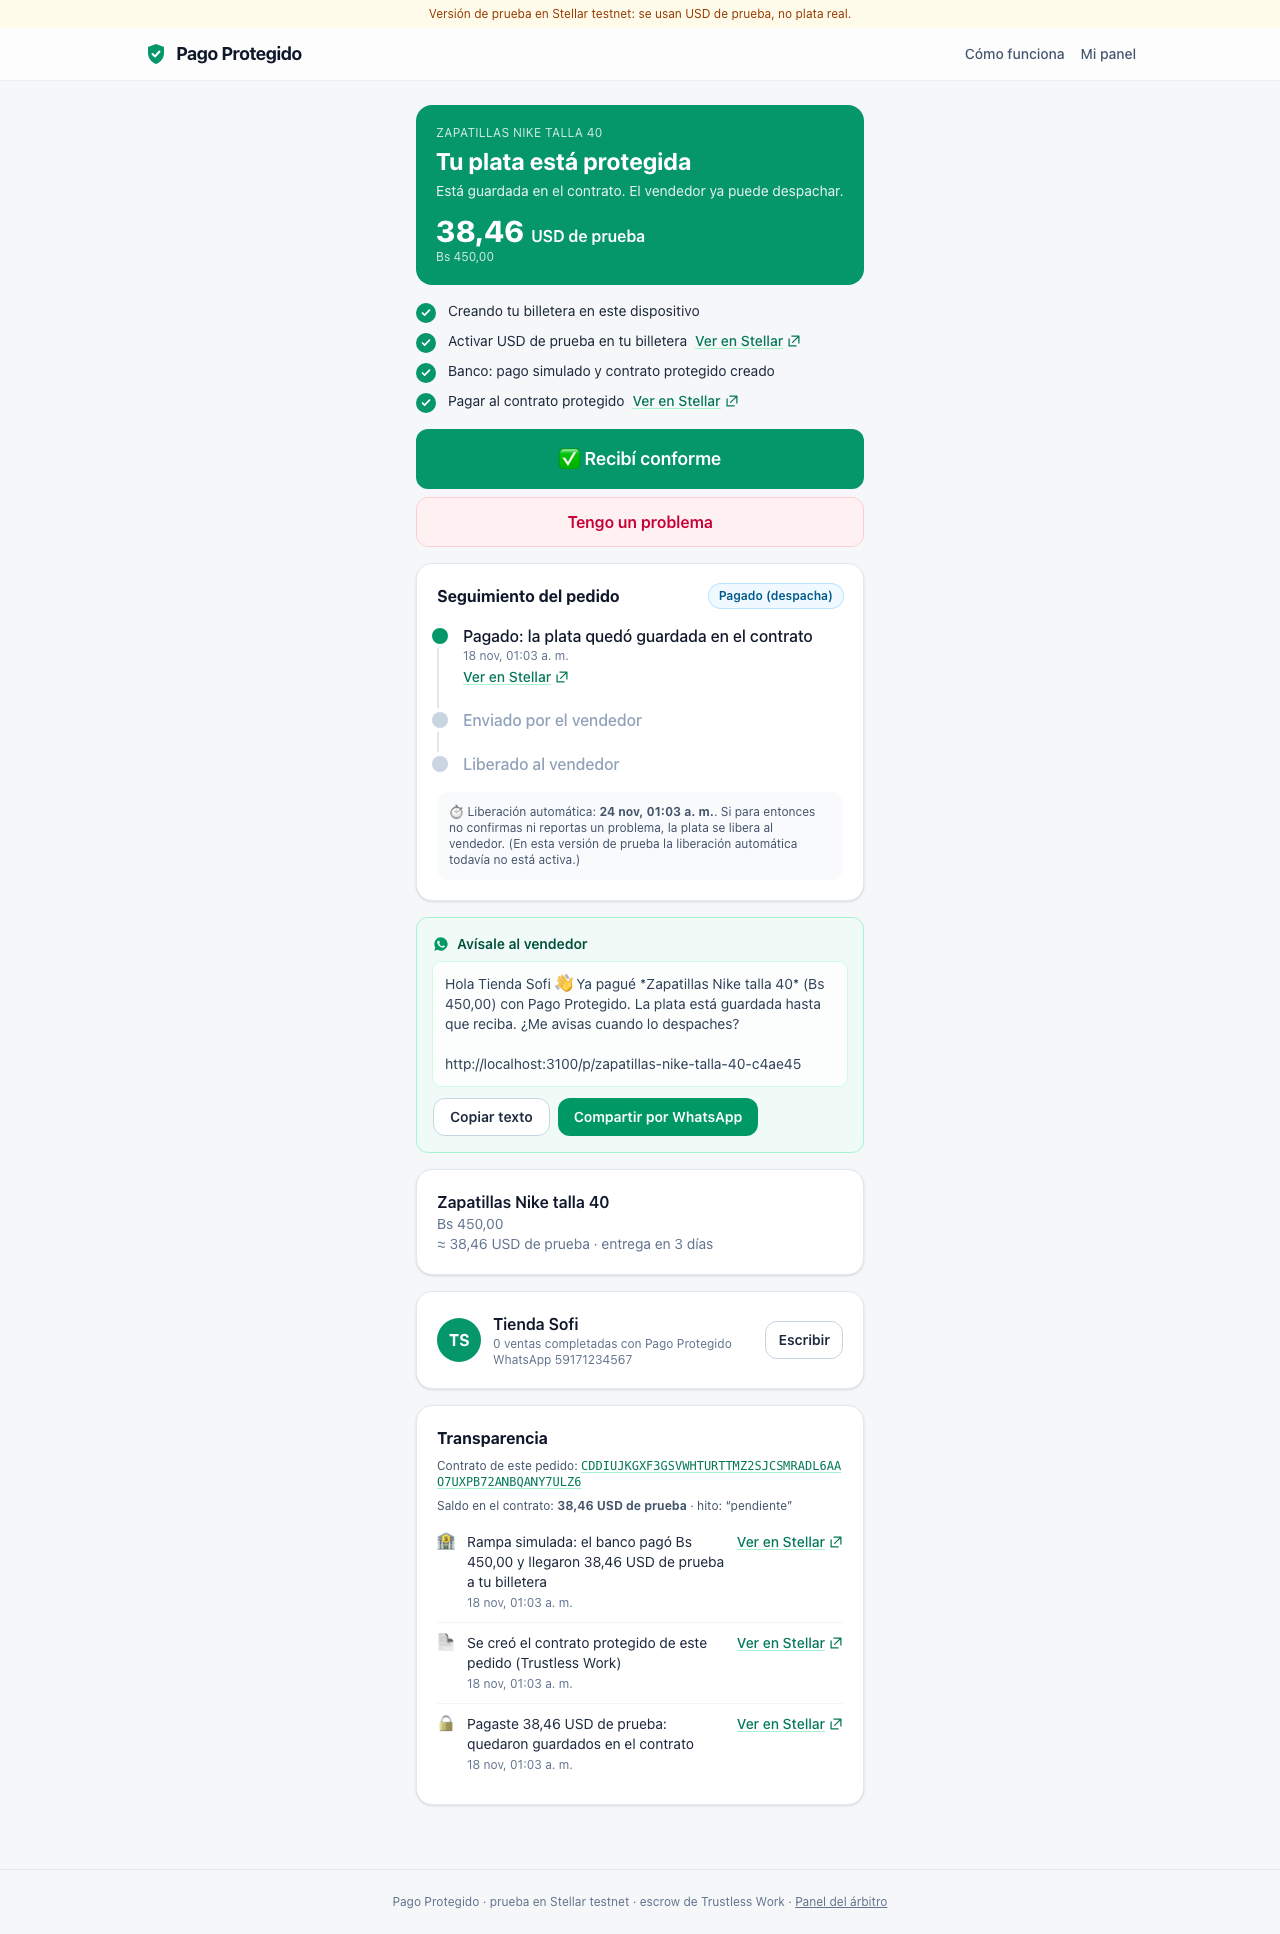 Versión de prueba en Stellar testnet: se usan USD de prueba, no plata real.
Pago Protegido
Cómo funciona
Mi panel
ZAPATILLAS NIKE TALLA 40
Tu plata está protegida
Está guardada en el contrato. El vendedor ya puede despachar.
38,46 USD de prueba
Bs 450,00
Creando tu billetera en este dispositivo
Activar USD de prueba en tu billetera Ver en Stellar
Banco: pago simulado y contrato protegido creado
Pagar al contrato protegido Ver en Stellar
✅ Recibí conforme
Tengo un problema
Seguimiento del pedido
Pagado (despacha)
Pagado: la plata quedó guardada en el contrato
18 nov, 01:03 a. m.
Ver en Stellar
Enviado por el vendedor
Liberado al vendedor
⏱ Liberación automática: 24 nov, 01:03 a. m.. Si para entonces
no confirmas ni reportas un problema, la plata se libera al
vendedor. (En esta versión de prueba la liberación automática
todavía no está activa.)
Avísale al vendedor
Hola Tienda Sofi 👋 Ya pagué *Zapatillas Nike talla 40* (Bs
450,00) con Pago Protegido. La plata está guardada hasta
que reciba. ¿Me avisas cuando lo despaches?
http://localhost:3100/p/zapatillas-nike-talla-40-c4ae45
Copiar texto
Compartir por WhatsApp
Zapatillas Nike talla 40
Bs 450,00
≈ 38,46 USD de prueba · entrega en 3 días
TS
Tienda Sofi
0 ventas completadas con Pago Protegido
WhatsApp 59171234567
Escribir
Transparencia
Contrato de este pedido: CDDIUJKGXF3GSVWHTURTTMZ2SJCSMRADL6AA
O7UXPB72ANBQANY7ULZ6
Saldo en el contrato: 38,46 USD de prueba · hito: “pendiente”
Rampa simulada: el banco pagó Bs
450,00 y llegaron 38,46 USD de prueba
a tu billetera
18 nov, 01:03 a. m.
Ver en Stellar
Se creó el contrato protegido de este
pedido (Trustless Work)
18 nov, 01:03 a. m.
Ver en Stellar
Pagaste 38,46 USD de prueba:
quedaron guardados en el contrato
18 nov, 01:03 a. m.
Ver en Stellar
Pago Protegido · prueba en Stellar testnet · escrow de Trustless Work · Panel del árbitro